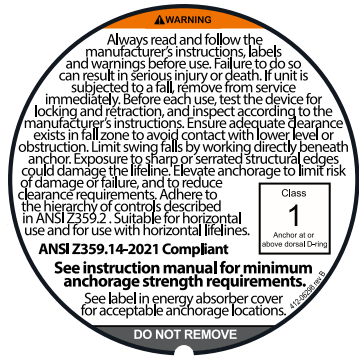 WARNING
Always read and follow the
manufacturer's instructions, labels
and warnings before use. Failure to do so
can result in serious injury or death. If unit is
subjected to a fall, remove from service
immediately. Before each use, test the device for
locking and retraction, and inspect according to the
manufacturer's instructions. Ensure adequate clearance
exists in fall zone to avoid contact with lower level or
obstruction. Limit swing falls by working directly beneath
anchor. Exposure to sharp or serrated structural edges
could damage the lifeline. Elevate anchorage to limit risk
of damage or failure, and to reduce
clearance requirements. Adhere to
the hierarchy of controls described
in ANSI Z359.2 . Suitable for horizontal
use and for use with horizontal lifelines.
Class
1
Anchor at or
above dorsal D-ring
ANSI Z359.14-2021 Compliant
See instruction manual for minimum
anchorage strength requirements.
See label in energy absorber cover
for acceptable anchorage locations.
412-06298 rev B
DO NOT REMOVE